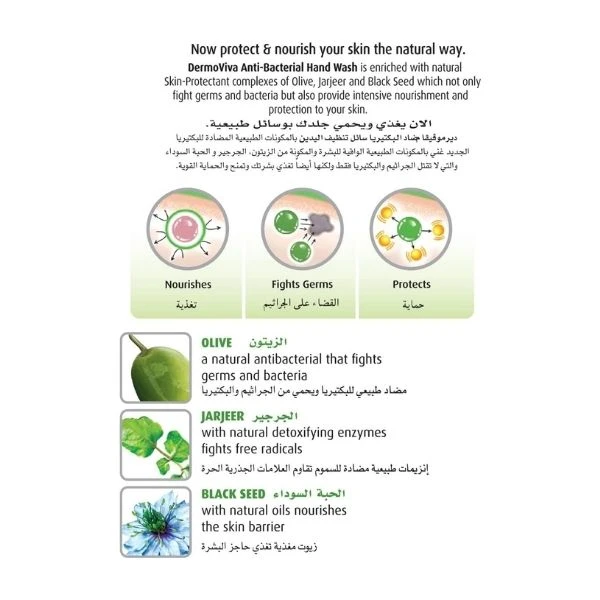 Now protect & nourish your skin the natural way.
DermoViva Anti-Bacterial Hand Wash is enriched with natural
Skin-Protectant complexes of Olive, Jarjeer and Black Seed which not only
fight germs and bacteria but also provide intensive nourishment and
protection to your skin.
الان يغذي ويحمي جلدك بوسائل طبيعية.
ديرموفيفا ضاد البكتيريا سائل تنظيف اليدين بالمكونات الطبيعية المضادة للبكتيريا
الجديد غني بالمكونات الطبيعية الواقية للبشرة والمكونة من الزيتون، الجرجير و الحبة السوداء
والتي لا تقتل الجراثيم والبكتيريا فقط ولكنها أيضاً تغذي بشرتك وتمنح والحماية القوية.
Nourishes
تغذية
Fights Germs
القضاء على الجراثيم
Protects
حماية
OLIVE الزيتون
a natural antibacterial that fights
germs and bacteria
مضاد طبيعي للبكتيريا ويحمي من الجراثيم والبكتيريا
JARJEER الجرجير
with natural detoxifying enzymes
fights free radicals
إنزيمات طبيعية مضادة للسموم تقاوم العلامات الجذرية الحرة
BLACK SEED الحبة السوداء
with natural oils nourishes
the skin barrier
زيوت مغذية تغذي حاجز البشرة